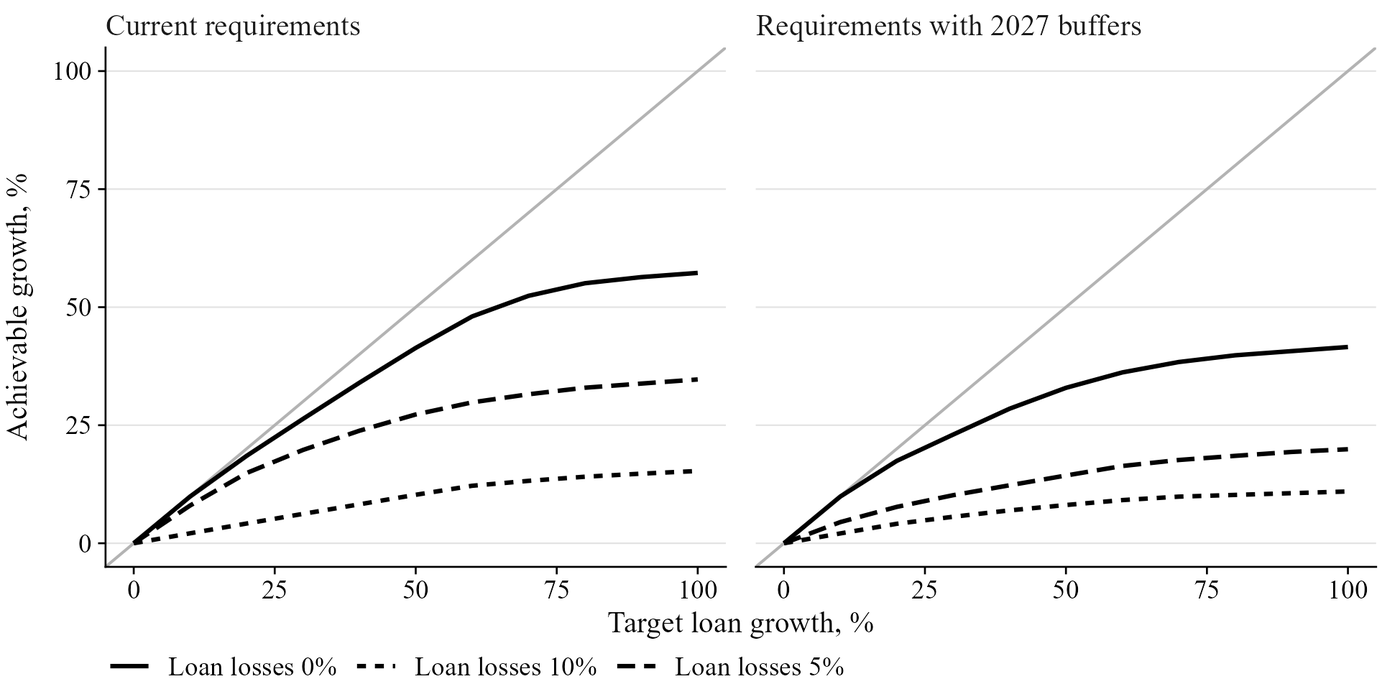 Current requirements
Requirements with 2027 buffers
Achievable growth, %
100
75
50
25
0
0 25 50 75 100
0 25 50 75 100
Target loan growth, %
Loan losses 0% Loan losses 10% Loan losses 5%